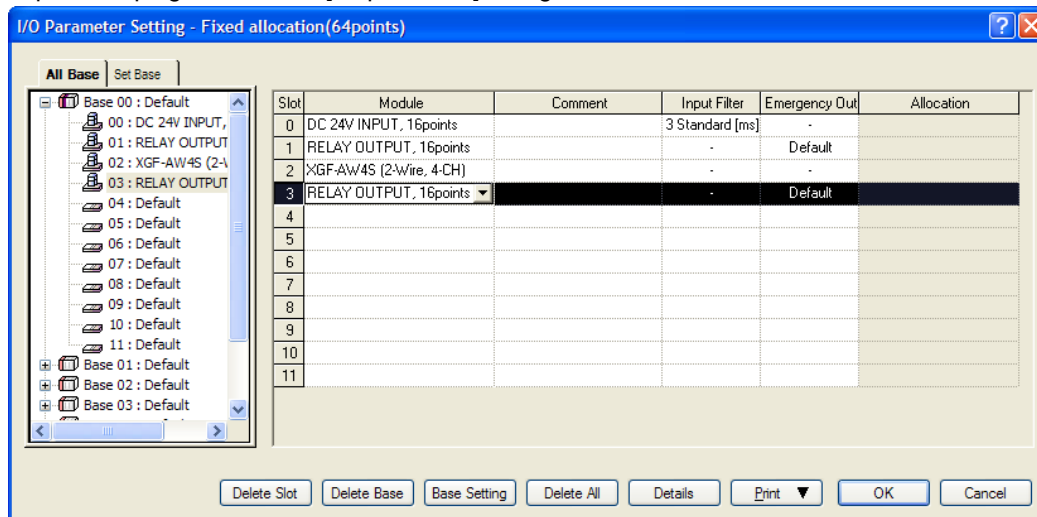 I/O Parameter Setting - Fixed allocation(64points)
All Base Set Base
Base 00 : Default
00 : DC 24V INPUT,
01 : RELAY OUTPUT
02 : XGF-AW4S (2-W
03 : RELAY OUTPUT
04 : Default
05 : Default
06 : Default
07 : Default
08 : Default
09 : Default
10 : Default
11 : Default
Base 01 : Default
Base 02 : Default
Base 03 : Default
Slot Module Comment Input Filter Emergency Out Allocation
0 DC 24V INPUT, 16points 3 Standard [ms] -
1 RELAY OUTPUT, 16points - Default
2 XGF-AW4S (2-Wire, 4-CH) - -
3 RELAY OUTPUT, 16points - Default
4
5
6
7
8
9
10
11
Delete Slot Delete Base Base Setting Delete All Details Print ▼ OK Cancel